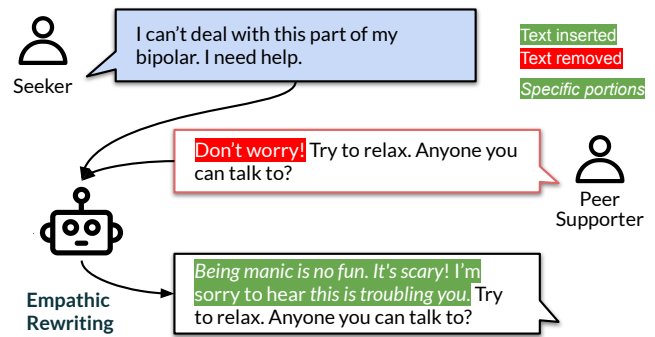 I can't deal with this part of my
bipolar. I need help.
Seeker
Text inserted
Text removed
Specific portions
Don't worry! Try to relax. Anyone you
can talk to?
Peer
Supporter
Being manic is no fun. It's scary! I'm
sorry to hear this is troubling you. Try
to relax. Anyone you can talk to?
Empathic
Rewriting